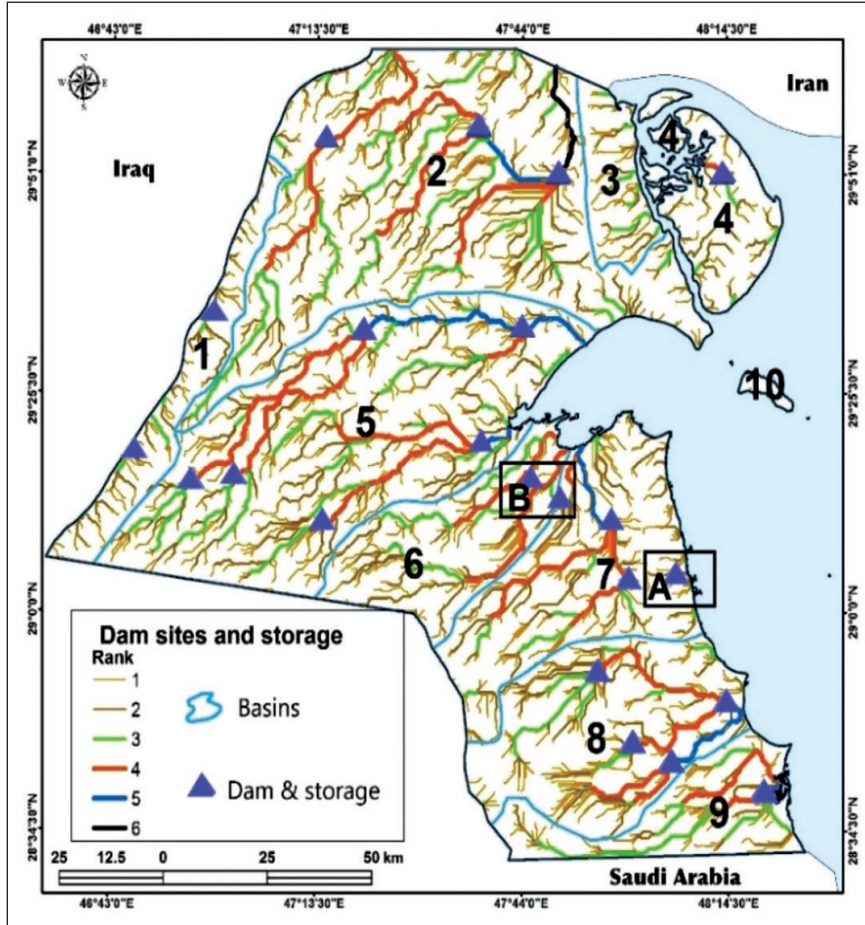 46°43'0"E 47°13'30"E 47°44'0"E 48°14'30"E
N
W E
S
Iran
Iraq
29°51'0"N
29°51'0"N
2
3
4
4
1
29°25'30"N
29°25'30"N
10
5
B
6
7
A
29°0'0"N
29°0'0"N
8
9
28°34'30"N
28°34'30"N
Dam sites and storage
Rank
1
2
3
4
5
6
Basins
Dam & storage
25 12.5 0 25 50 km
Saudi Arabia
46°43'0"E 47°13'30"E 47°44'0"E 48°14'30"E